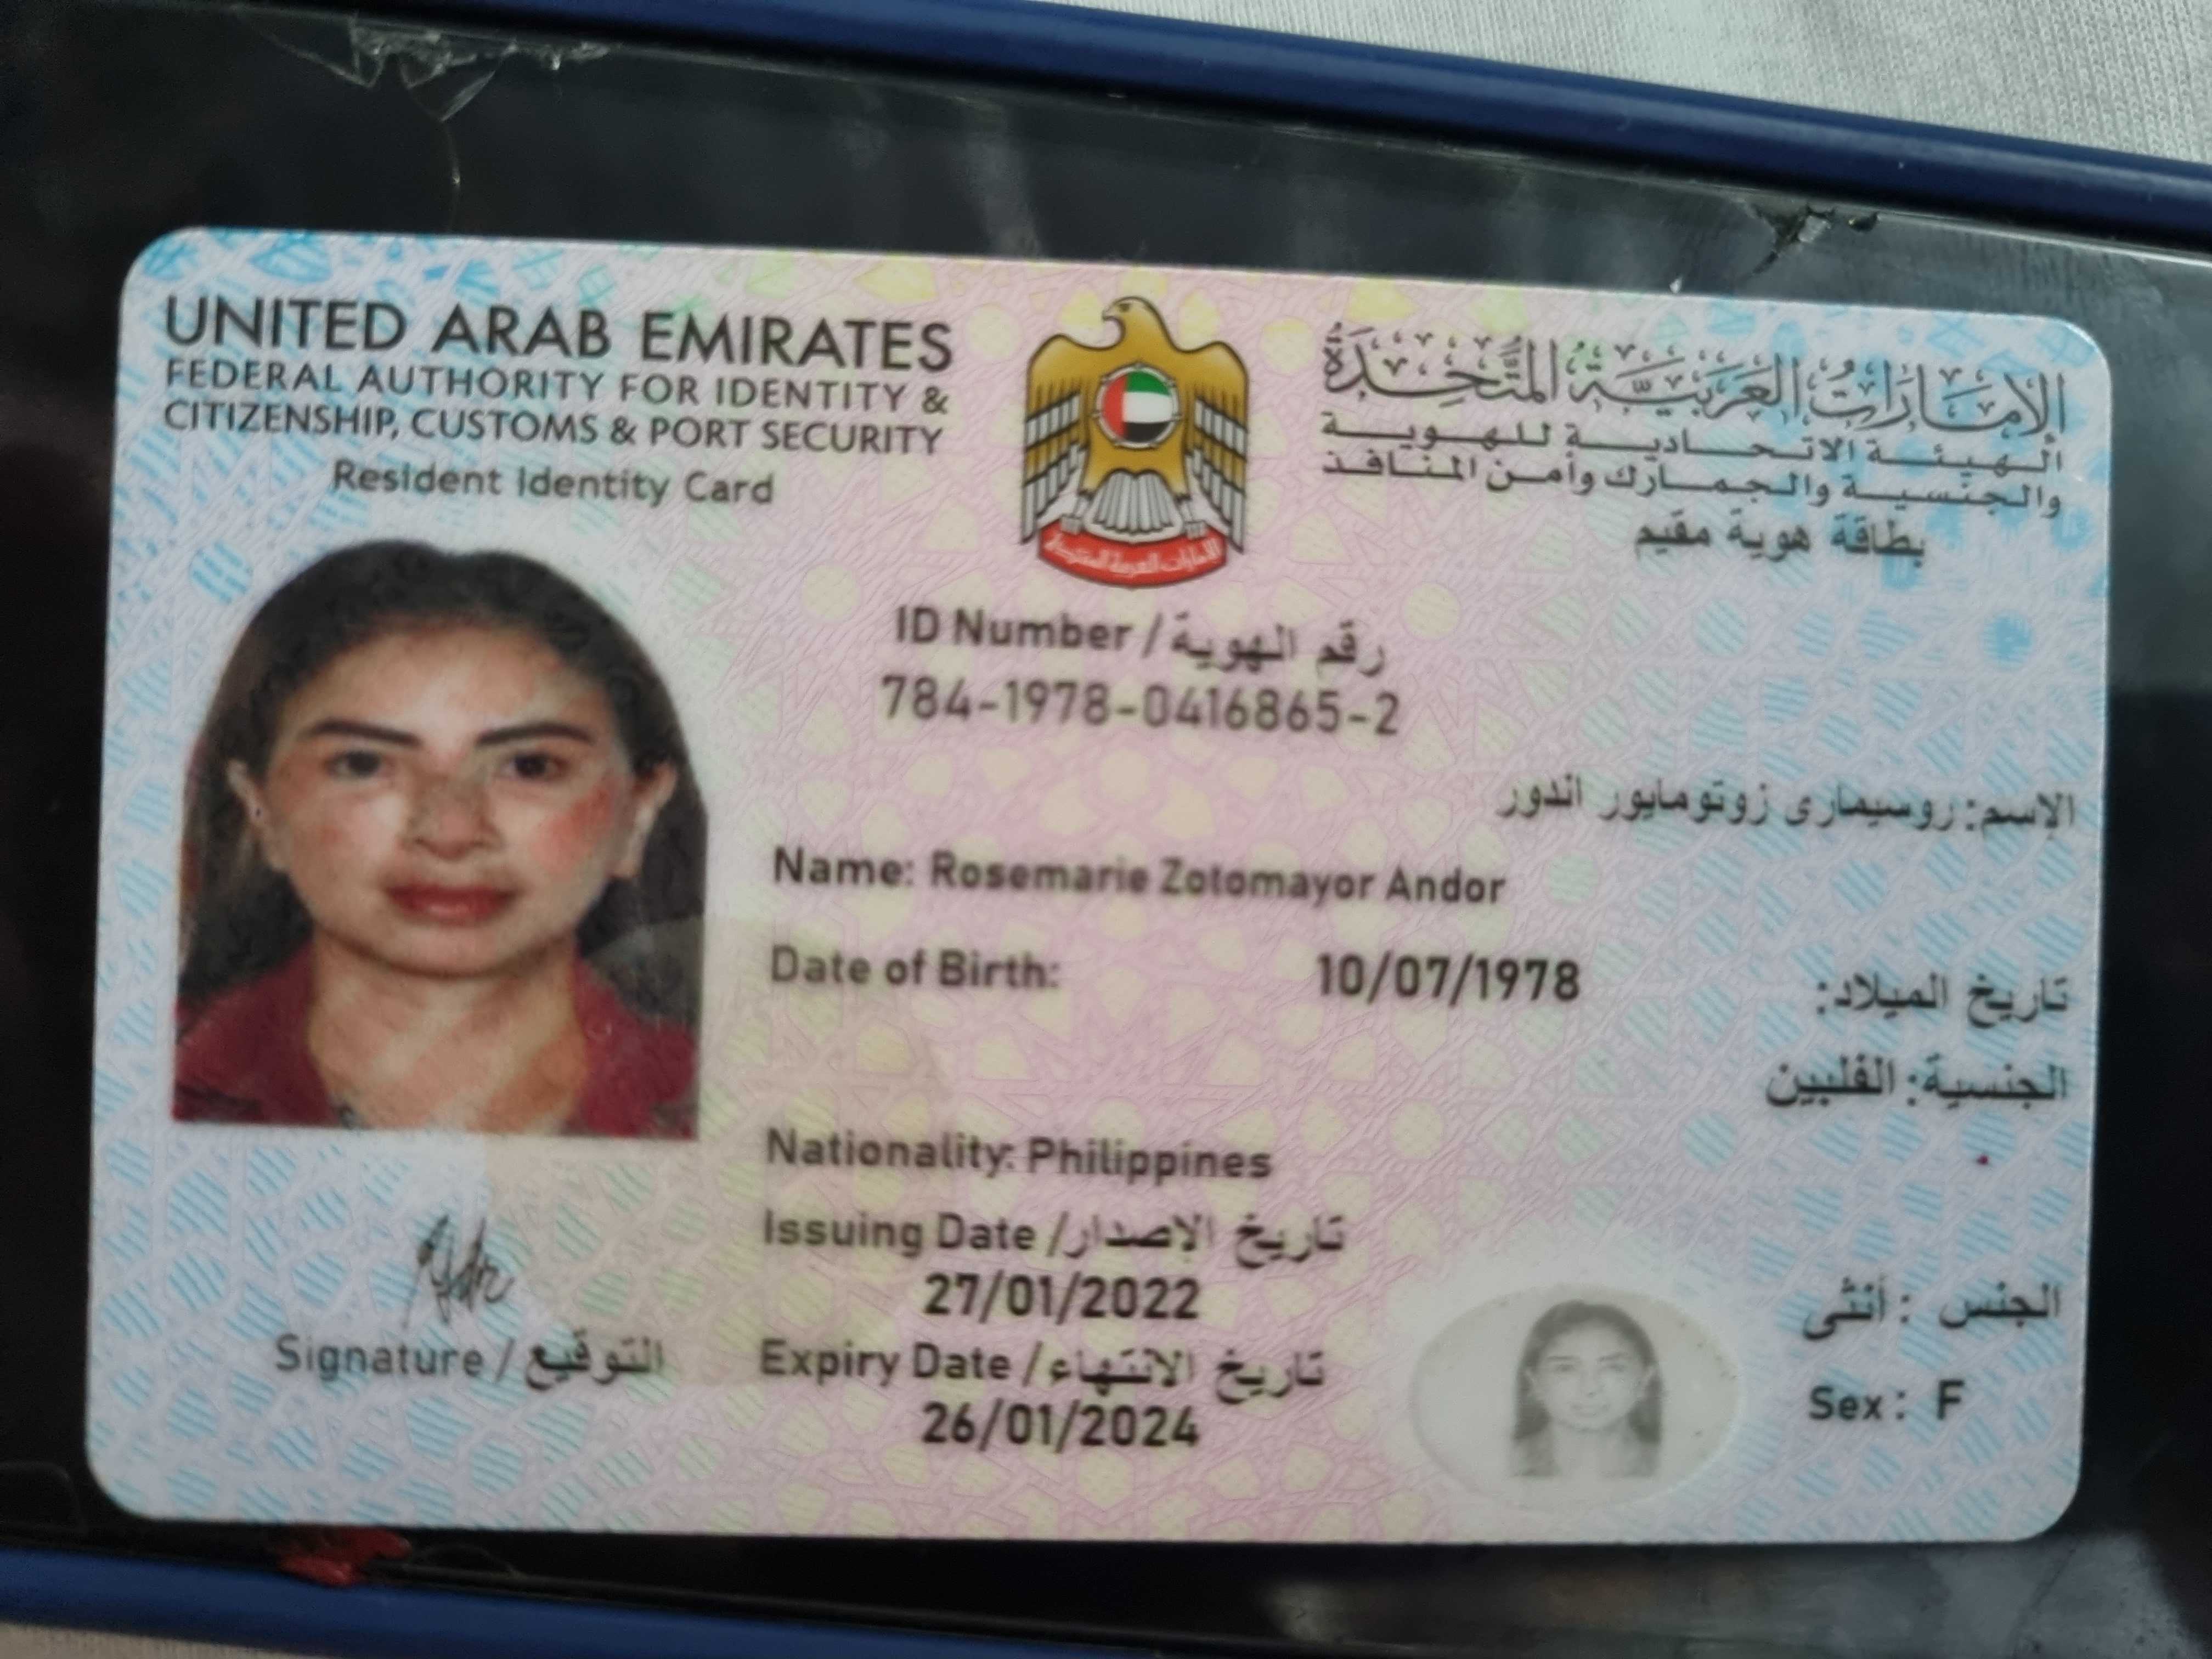 UNITED ARAB EMIRATES
FEDERAL AUTHORITY FOR IDENTITY &
CITIZENSHIP, CUSTOMS & PORT SECURITY
Resident Identity Card
الإمارات العربية المتحدة
الهيئة الاتحادية للهوية
والجنسية والجمارك وأمن المنافذ
بطاقة هوية مقيم
ID Number / رقم الهوية
784-1978-0416865-2
الاسم: روسيماري زوتومايور اندور
Name: Rosemarie Zotomayor Andor
Date of Birth: 10/07/1978 تاريخ الميلاد:
الجنسية: الفلبين
Nationality: Philippines
Issuing Date / تاريخ الإصدار
27/01/2022
Expiry Date / تاريخ الانتهاء
26/01/2024
الجنس: أنثى
Sex: F
Signature / التوقيع